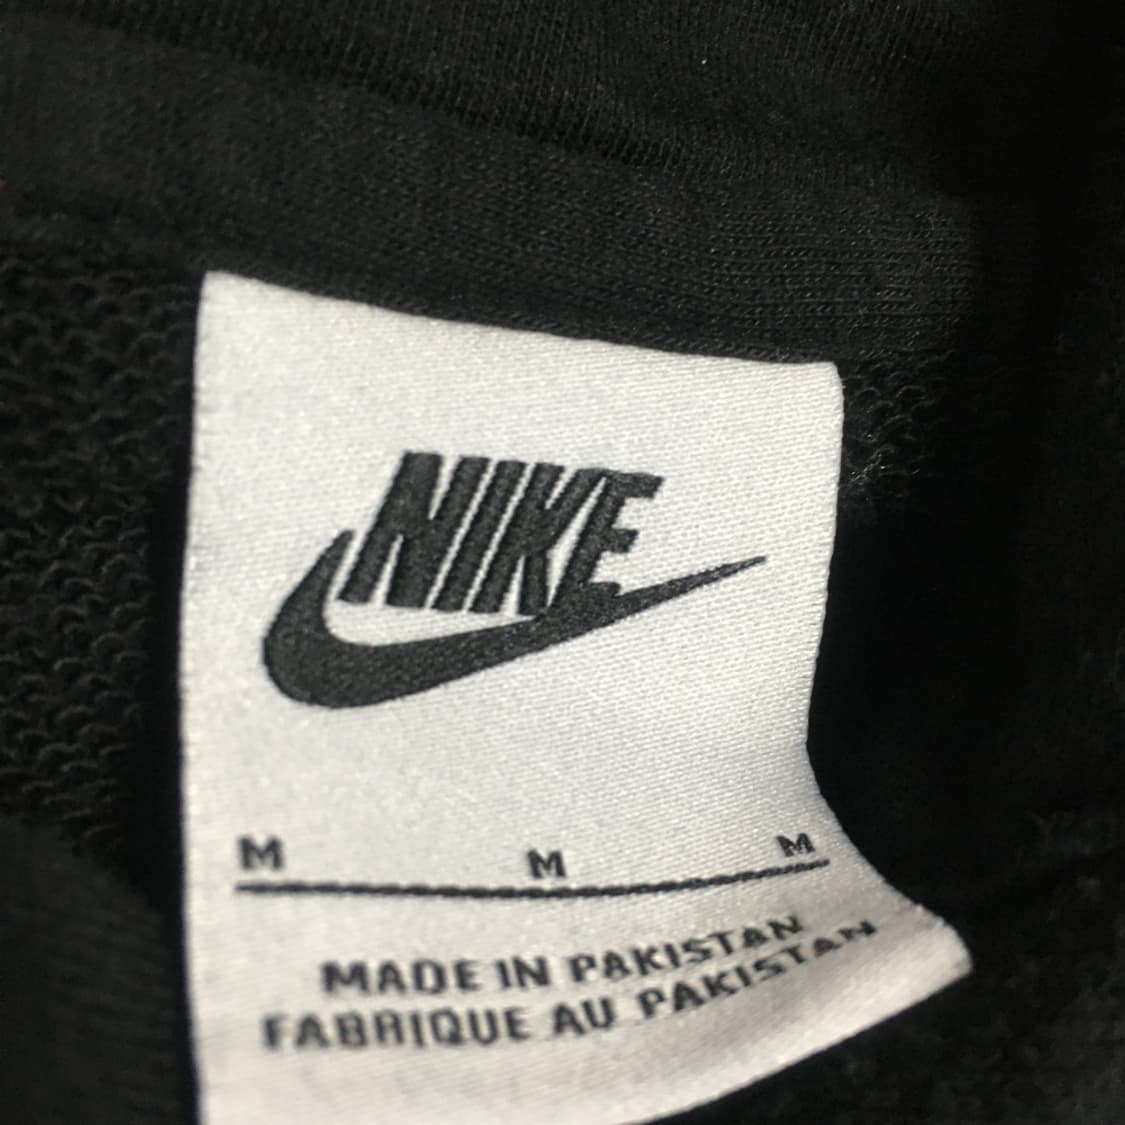 NIKE
M M M
MADE IN PAKISTAN
FABRIQUE AU PAKISTAN